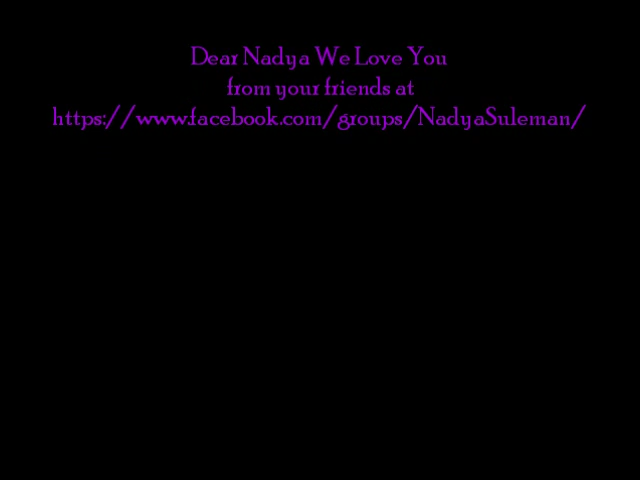 Dear Nadya We Love You
from your friends at
https://www.facebook.com/groups/NadyaSuleman/